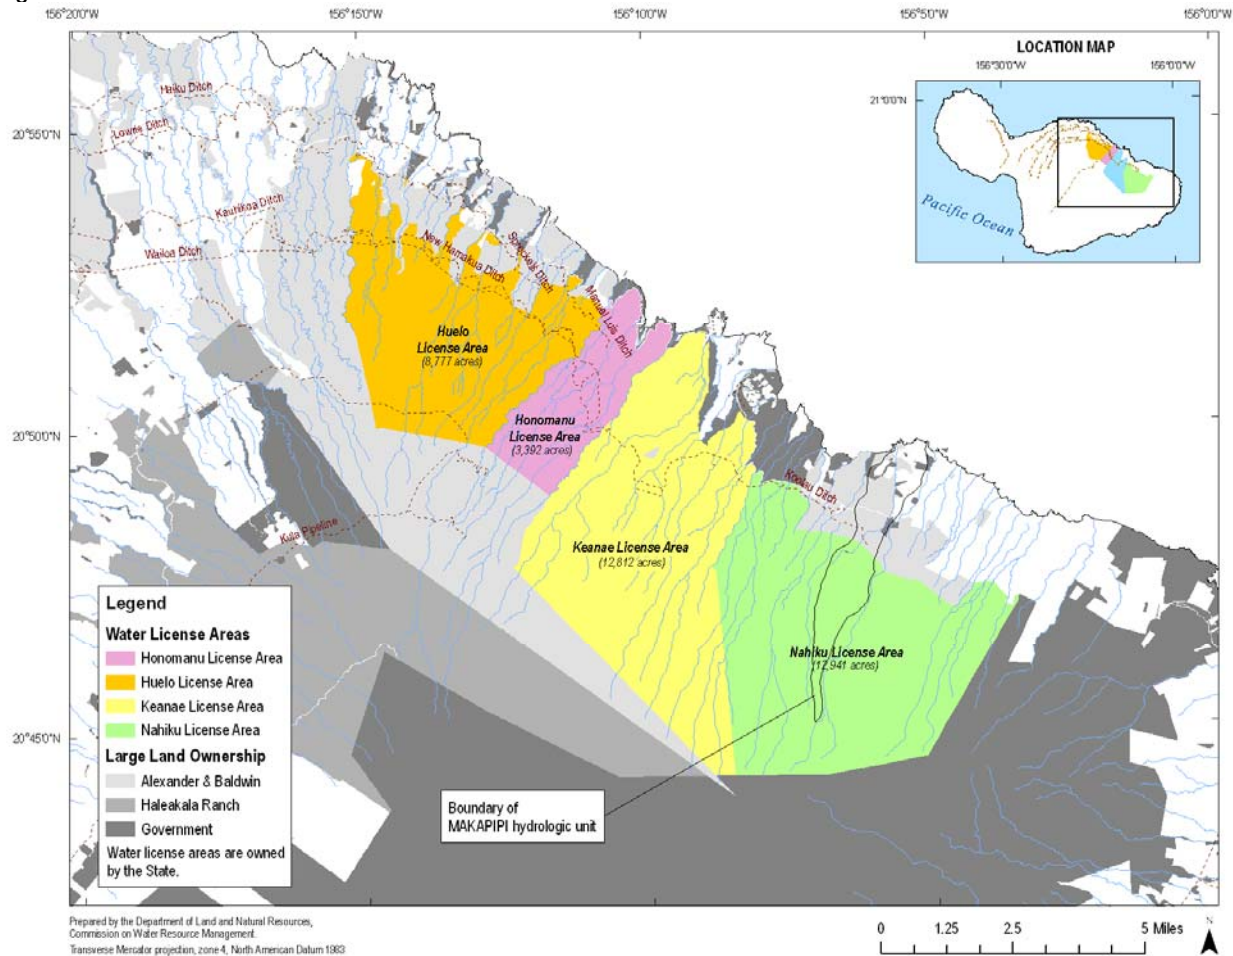 156°20'0"W
156°15'0"W
156°10'0"W
156°50'0"W
156°0'0"W
LOCATION MAP
156°30'0"W
156°0'0"W
21°0'0"N
Pacific Ocean
20°55'0"N
20°50'0"N
20°45'0"N
Haiku Ditch
Lowrie Ditch
Kauhikoa Ditch
Wailoa Ditch
New Hamakua Ditch
Spreckels Ditch
Manuel Luis Ditch
Huelo
License Area
(8,777 acres)
Honomanu
License Area
(3,392 acres)
Koolau Ditch
Kula Pipeline
Keanae License Area
(12,812 acres)
Nahiku License Area
(12,941 acres)
Boundary of
MAKAPIPI hydrologic unit
Legend
Water License Areas
Honomanu License Area
Huelo License Area
Keanae License Area
Nahiku License Area
Large Land Ownership
Alexander & Baldwin
Haleakala Ranch
Government
Water license areas are owned
by the State.
Prepared by the Department of Land and Natural Resources,
Commission on Water Resource Management.
Transverse Mercator projection, zone 4, North American Datum 1983
0 1.25 2.5 5 Miles
N